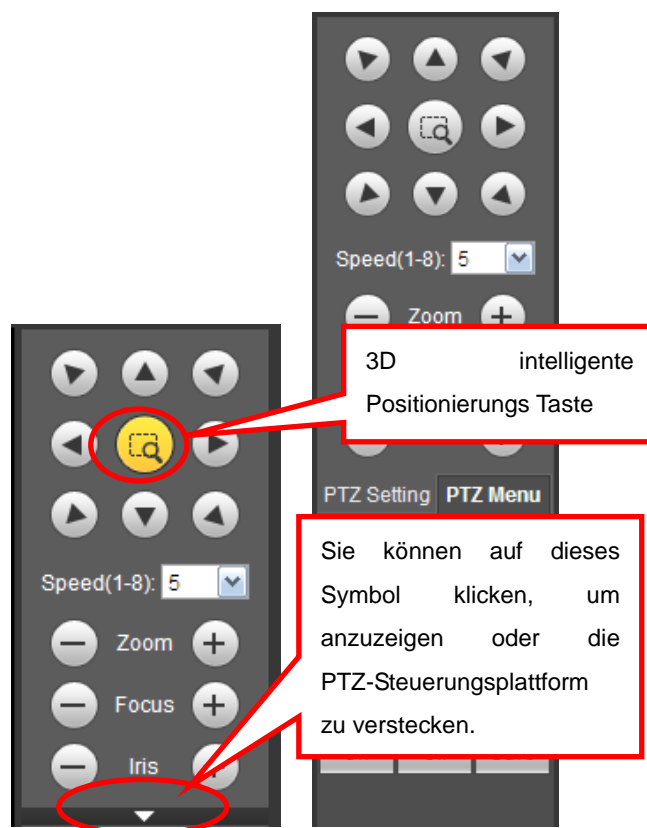 Speed(1-8): 5
Zoom
3D intelligente
Positionierungs Taste
PTZ Setting PTZ Menu
Speed(1-8): 5
Zoom
Focus
Iris
Sie können auf dieses
Symbol klicken, um
anzuzeigen oder die
PTZ-Steuerungsplattform
zu verstecken.